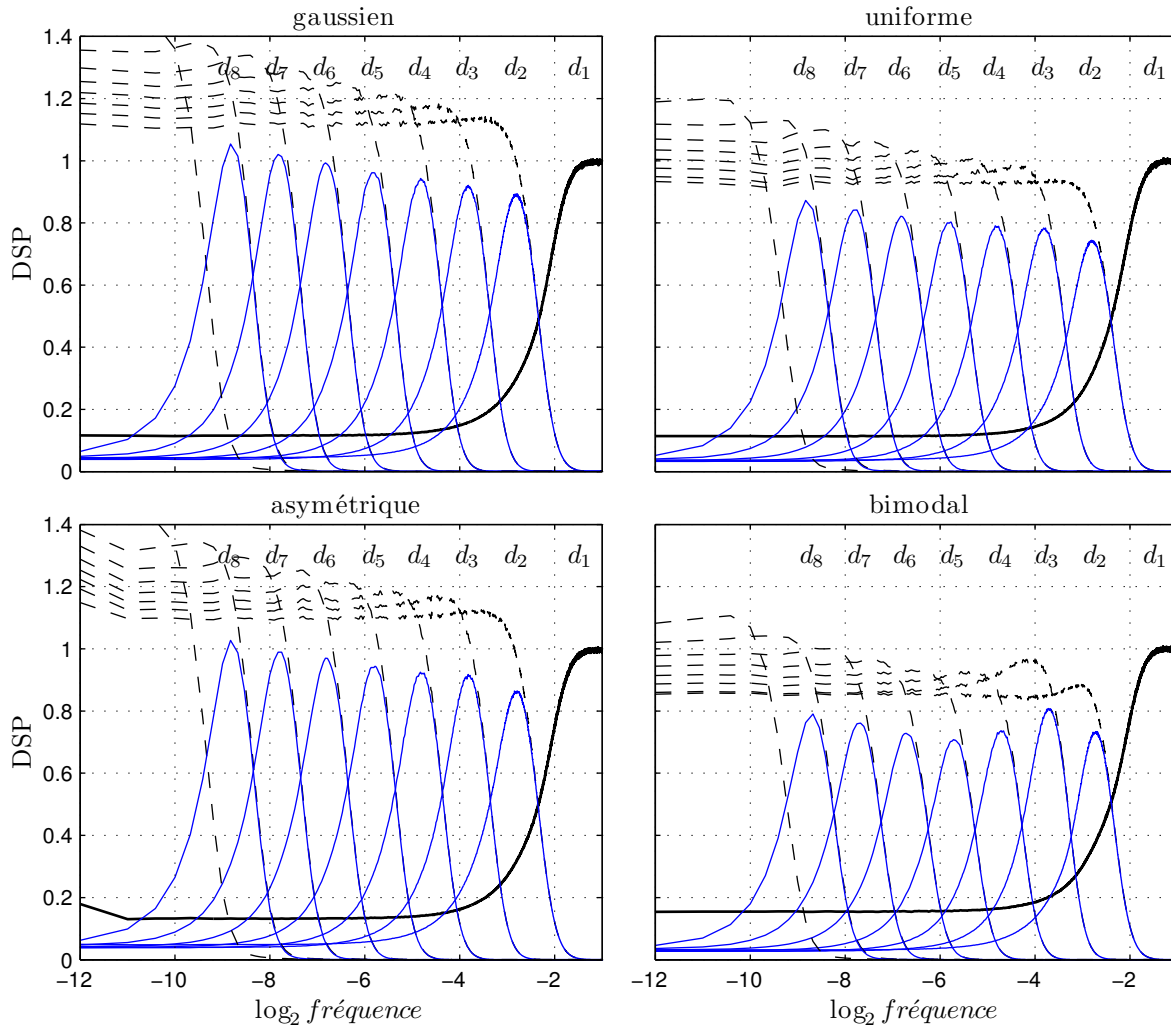 gaussien
uniforme
1.4
1.2
1
0.8
0.6
0.4
0.2
0
DSP
d8 d7 d6 d5 d4 d3 d2 d1
d8 d7 d6 d5 d4 d3 d2 d1
asymétrique
bimodal
1.4
1.2
1
0.8
0.6
0.4
0.2
0
DSP
d8 d7 d6 d5 d4 d3 d2 d1
d8 d7 d6 d5 d4 d3 d2 d1
−12 −10 −8 −6 −4 −2
−12 −10 −8 −6 −4 −2
log2 fréquence
log2 fréquence